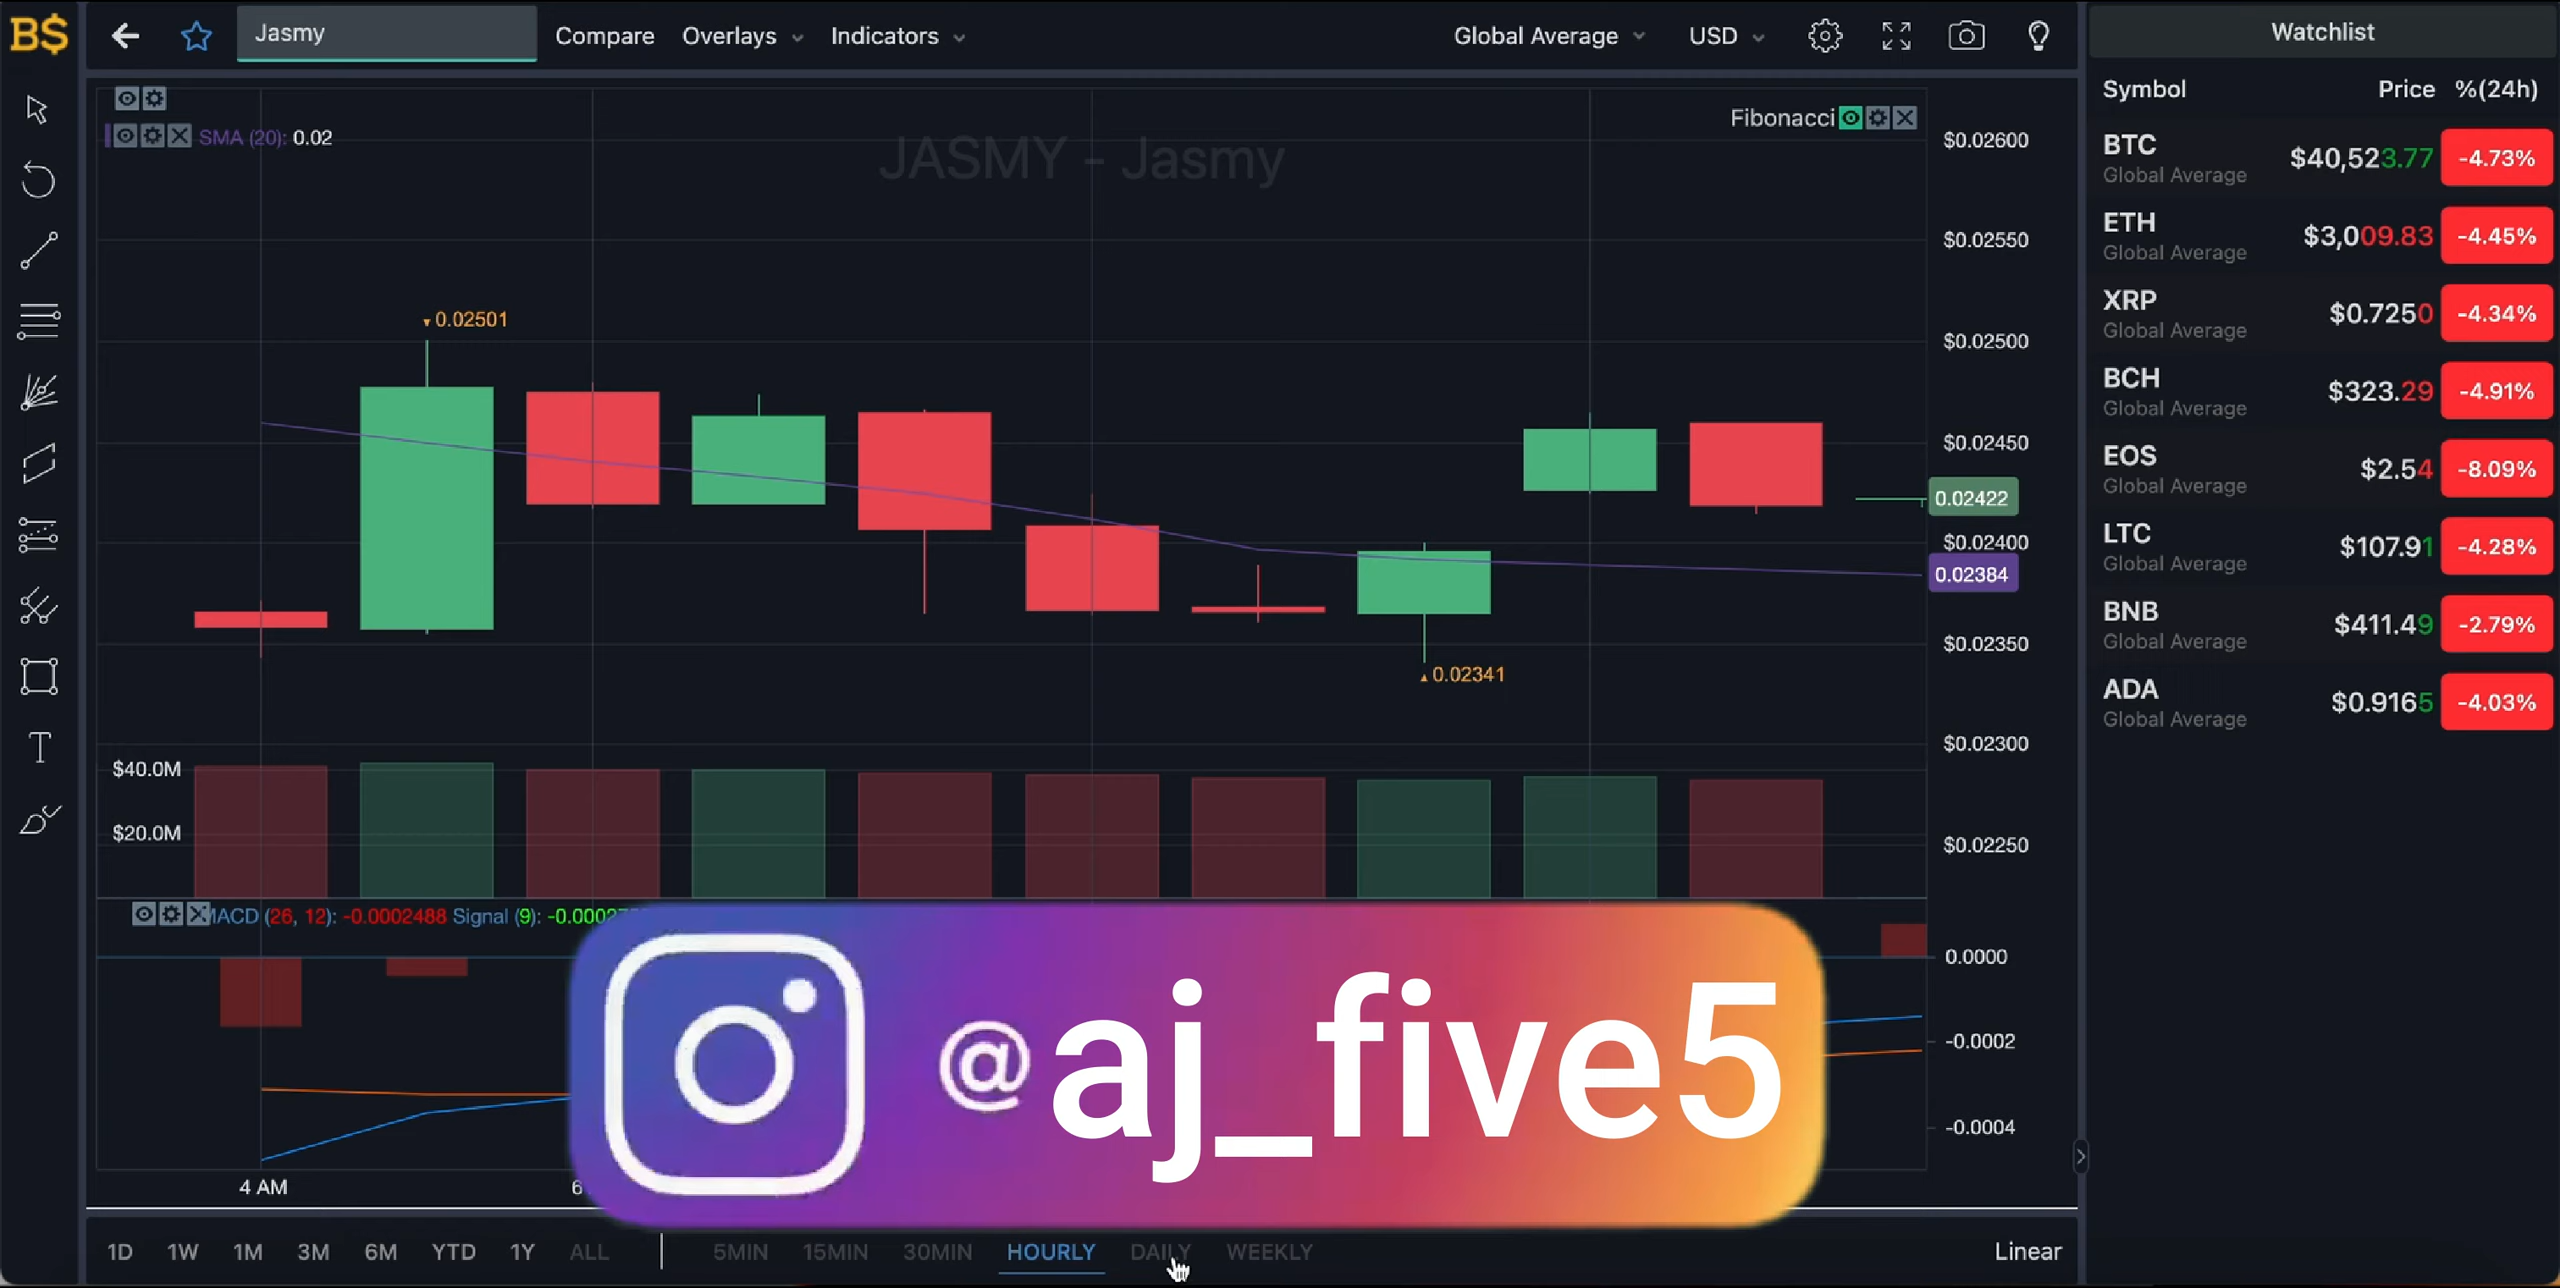 B$
Jasmy
Compare
Overlays
Indicators
Global Average
USD
Watchlist
Symbol Price %(24h)
SMA (20): 0.02
JASMY - Jasmy
Fibonacci
$0.02600
$0.02550
$0.02500
$0.02450
0.02422
$0.02400
0.02384
$0.02350
$0.02300
$0.02250
0.02501
0.02341
$40.0M
$20.0M
BTC $40,523.77 -4.73%
Global Average
ETH $3,009.83 -4.45%
Global Average
XRP $0.7250 -4.34%
Global Average
BCH $323.29 -4.91%
Global Average
EOS $2.54 -8.09%
Global Average
LTC $107.91 -4.28%
Global Average
BNB $411.49 -2.79%
Global Average
ADA $0.9165 -4.03%
Global Average
MACD (26, 12): -0.0002488 Signal (9): -0.0002
0.0000
-0.0002
-0.0004
@aj_five5
4 AM
6
1D 1W 1M 3M 6M YTD 1Y ALL 5MIN 15MIN 30MIN HOURLY DAILY WEEKLY Linear